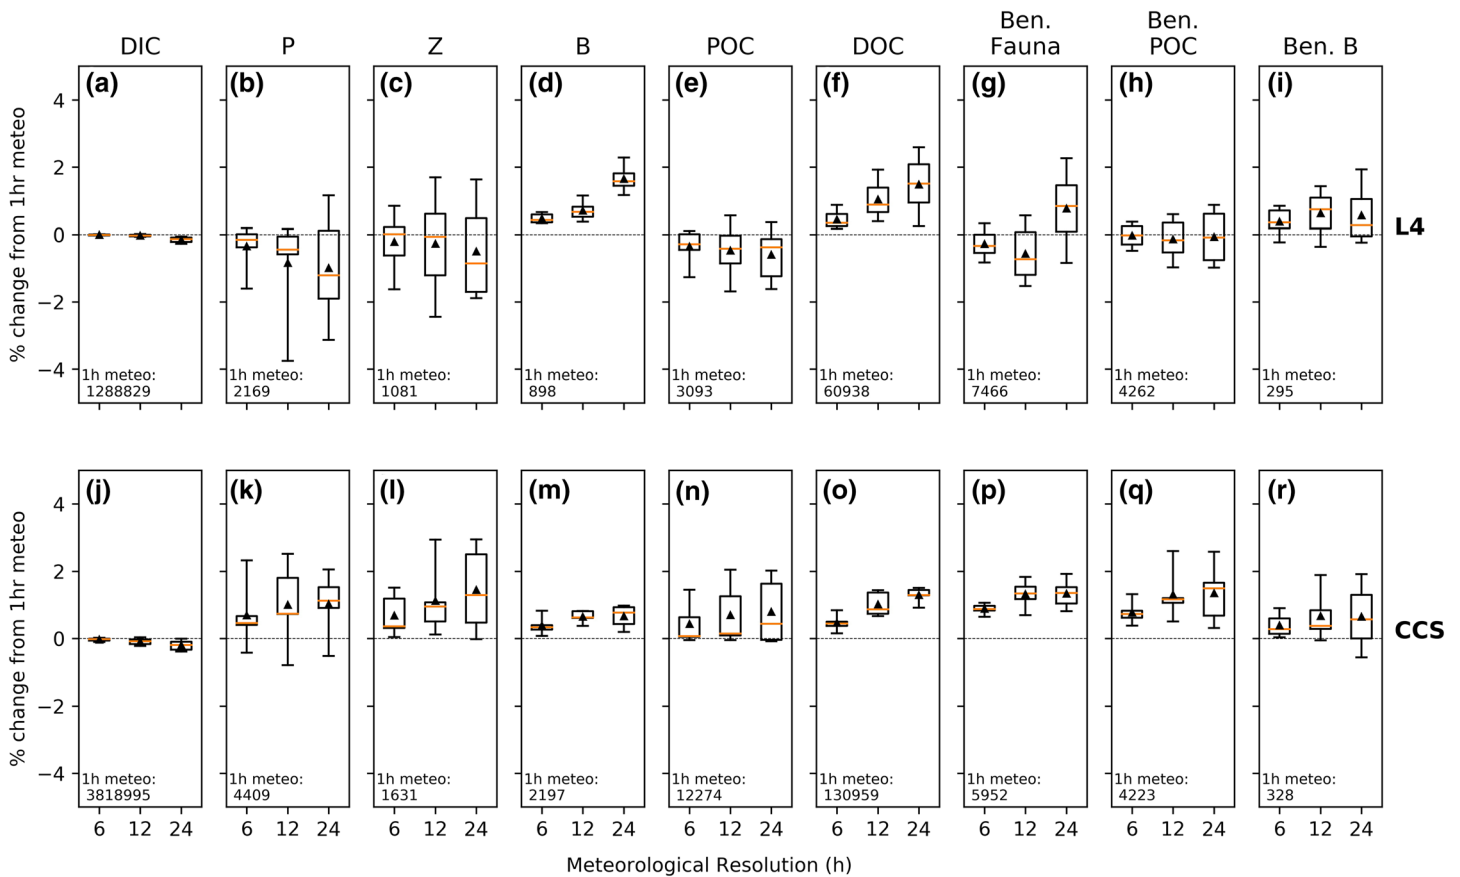 DIC P Z B POC DOC Ben. Fauna Ben. POC Ben. B
(a) (b) (c) (d) (e) (f) (g) (h) (i)
% change from 1hr meteo
4
2
0
−2
−4
L4
1h meteo: 1h meteo: 1h meteo: 1h meteo: 1h meteo: 1h meteo: 1h meteo: 1h meteo: 1h meteo:
1288829 2169 1081 898 3093 60938 7466 4262 295
(j) (k) (l) (m) (n) (o) (p) (q) (r)
% change from 1hr meteo
4
2
0
−2
−4
CCS
1h meteo: 1h meteo: 1h meteo: 1h meteo: 1h meteo: 1h meteo: 1h meteo: 1h meteo: 1h meteo:
3818995 4409 1631 2197 12274 130959 5952 4223 328
6 12 24 6 12 24 6 12 24 6 12 24 6 12 24 6 12 24 6 12 24 6 12 24 6 12 24
Meteorological Resolution (h)